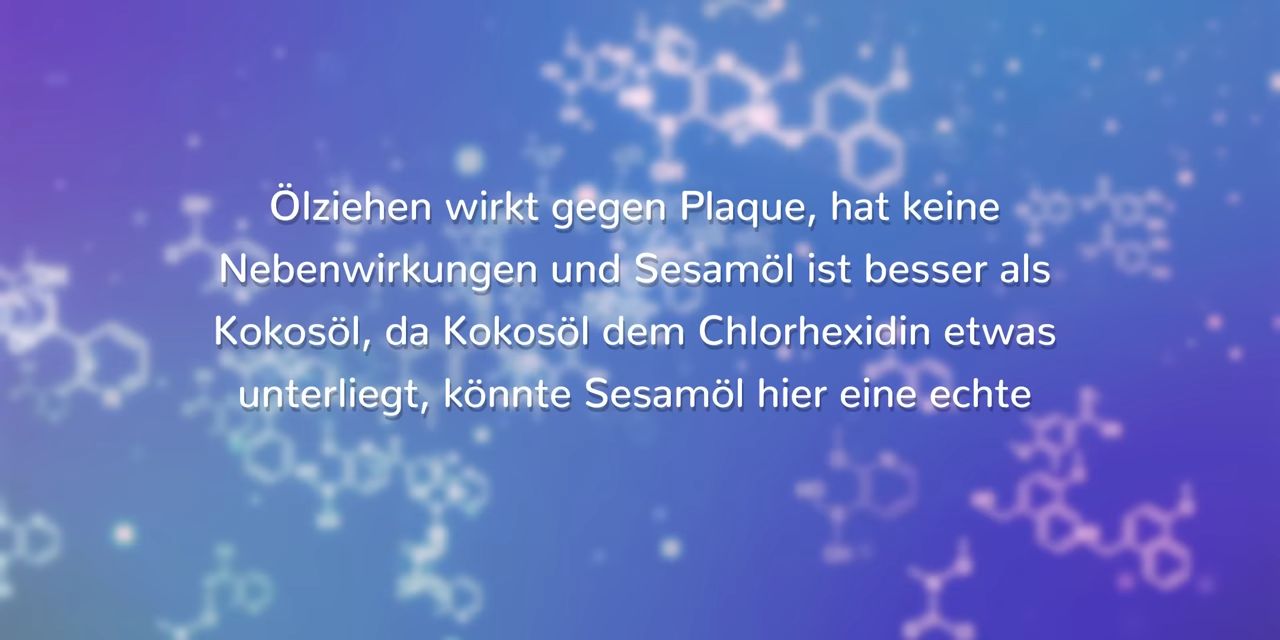 Ölziehen wirkt gegen Plaque, hat keine
Nebenwirkungen und Sesamöl ist besser als
Kokosöl, da Kokosöl dem Chlorhexidin etwas
unterliegt, könnte Sesamöl hier eine echte